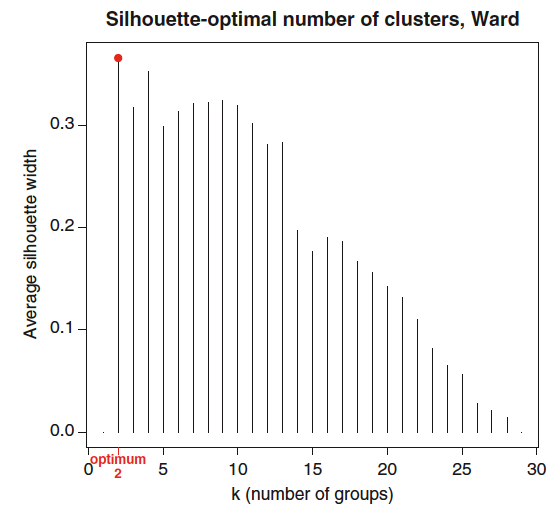 Silhouette-optimal number of clusters, Ward
Average silhouette width
0.3
0.2
0.1
0.0
0 5 10 15 20 25 30
optimum
2
k (number of groups)